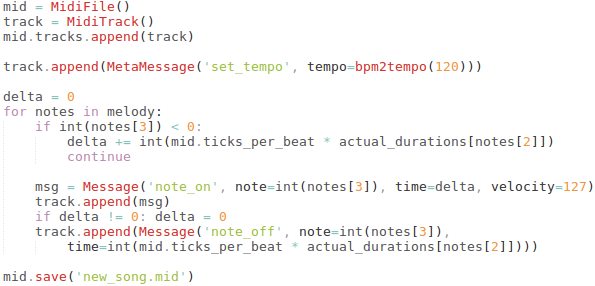 mid = MidiFile()
track = MidiTrack()
mid.tracks.append(track)

track.append(MetaMessage('set_tempo', tempo=bpm2tempo(120)))

delta = 0
for notes in melody:
    if int(notes[3]) < 0:
        delta += int(mid.ticks_per_beat * actual_durations[notes[2]])
        continue

    msg = Message('note_on', note=int(notes[3]), time=delta, velocity=127)
    track.append(msg)
    if delta != 0: delta = 0
    track.append(Message('note_off', note=int(notes[3]),
        time=int(mid.ticks_per_beat * actual_durations[notes[2]])))

mid.save('new_song.mid')